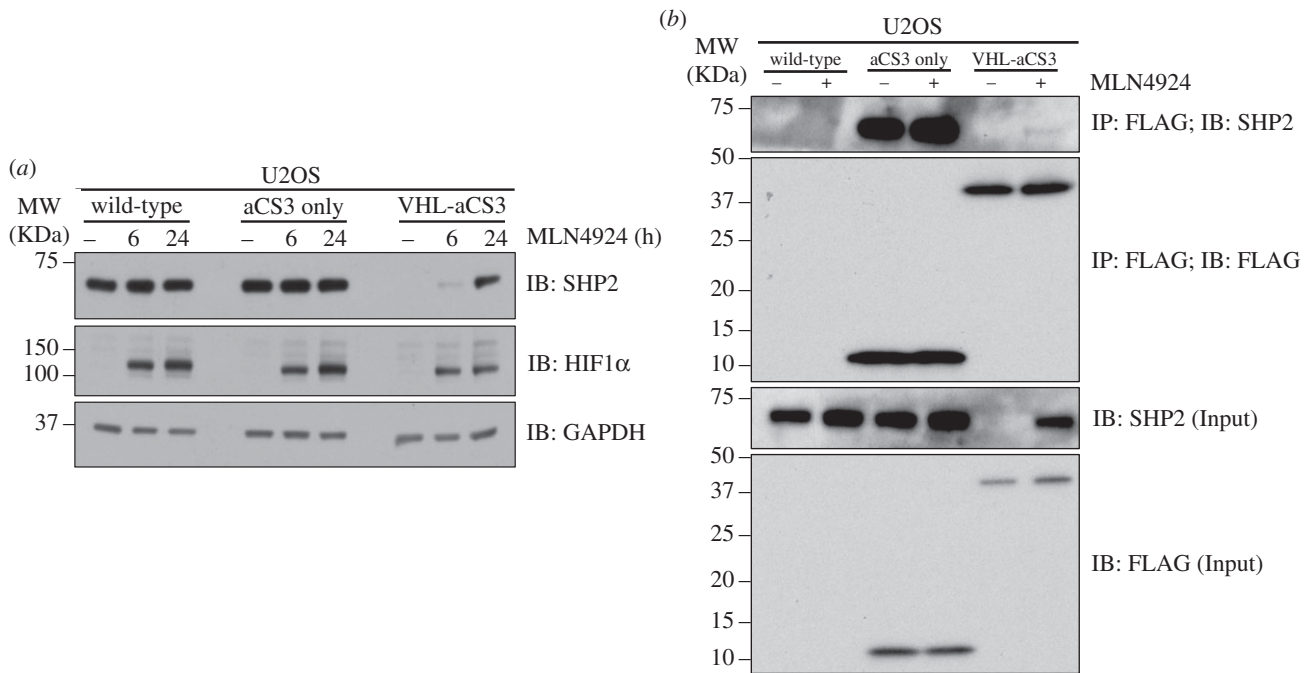 (a)
U2OS
MW
(KDa)
wild-type
aCS3 only
VHL-aCS3
– 6 24 – 6 24 – 6 24 MLN4924 (h)
75
IB: SHP2
150
100
IB: HIF1α
37
IB: GAPDH
(b)
U2OS
MW
(KDa)
wild-type
aCS3 only
VHL-aCS3
– + – + – + MLN4924
75
IP: FLAG; IB: SHP2
50
37
25
20
15
10
IP: FLAG; IB: FLAG
75
IB: SHP2 (Input)
50
37
25
20
15
10
IB: FLAG (Input)